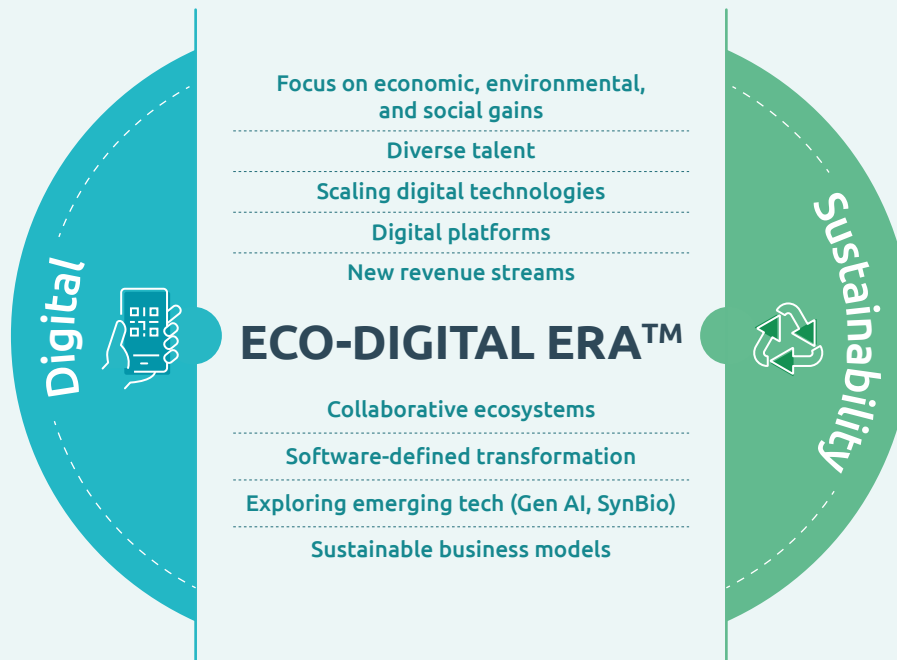 Focus on economic, environmental,
and social gains
Diverse talent
Scaling digital technologies
Digital platforms
New revenue streams
Digital
ECO-DIGITAL ERA™
Sustainability
Collaborative ecosystems
Software-defined transformation
Exploring emerging tech (Gen AI, SynBio)
Sustainable business models